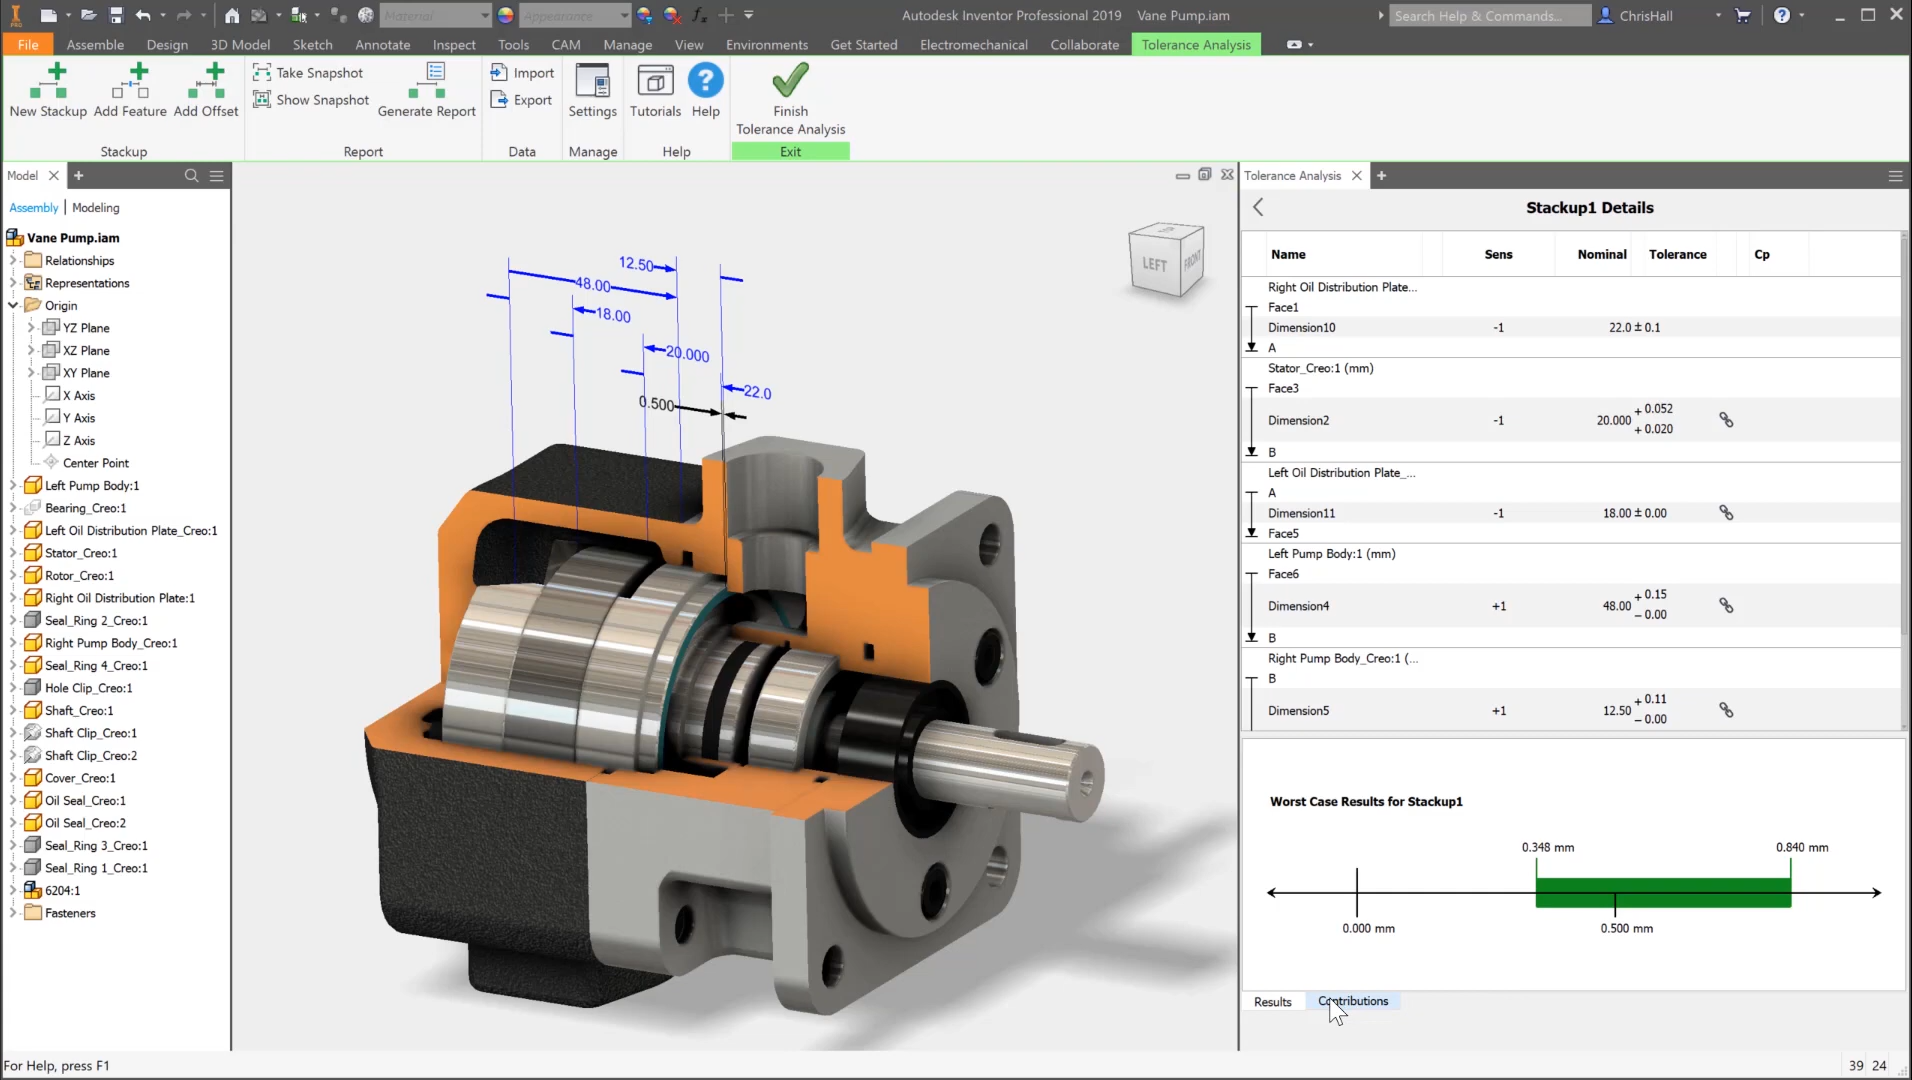 Material
Appearance
Autodesk Inventor Professional 2019 Vane Pump.iam
Search Help & Commands...
ChrisHall
File Assemble Design 3D Model Sketch Annotate Inspect Tools CAM Manage View Environments Get Started Electromechanical Collaborate Tolerance Analysis
New Stackup Add Feature Add Offset
Stackup
Take Snapshot
Show Snapshot
Generate Report
Report
Import
Export
Data
Settings
Manage
Tutorials Help
Help
Finish
Tolerance Analysis
Exit
Model
Assembly | Modeling
Vane Pump.iam
Relationships
Representations
Origin
YZ Plane
XZ Plane
XY Plane
X Axis
Y Axis
Z Axis
Center Point
Left Pump Body:1
Bearing_Creo:1
Left Oil Distribution Plate_Creo:1
Stator_Creo:1
Rotor_Creo:1
Right Oil Distribution Plate:1
Seal_Ring 2_Creo:1
Right Pump Body_Creo:1
Seal_Ring 4_Creo:1
Hole Clip_Creo:1
Shaft_Creo:1
Shaft Clip_Creo:1
Shaft Clip_Creo:2
Cover_Creo:1
Oil Seal_Creo:1
Oil Seal_Creo:2
Seal_Ring 3_Creo:1
Seal_Ring 1_Creo:1
6204:1
Fasteners
12.50
48.00
18.00
20.000
22.0
0.500
LEFT
FRONT
Tolerance Analysis
Stackup1 Details
Name Sens Nominal Tolerance Cp
Right Oil Distribution Plate...
Face1
Dimension10 -1 22.0 ± 0.1
A
Stator_Creo:1 (mm)
Face3
Dimension2 -1 20.000 + 0.052
+ 0.020
B
Left Oil Distribution Plate_...
A
Dimension11 -1 18.00 ± 0.00
Face5
Left Pump Body:1 (mm)
Face6
Dimension4 +1 48.00 + 0.15
– 0.00
B
Right Pump Body_Creo:1 (...
B
Dimension5 +1 12.50 + 0.11
– 0.00
Worst Case Results for Stackup1
0.348 mm 0.840 mm
0.000 mm 0.500 mm
Results Contributions
For Help, press F1
39 24